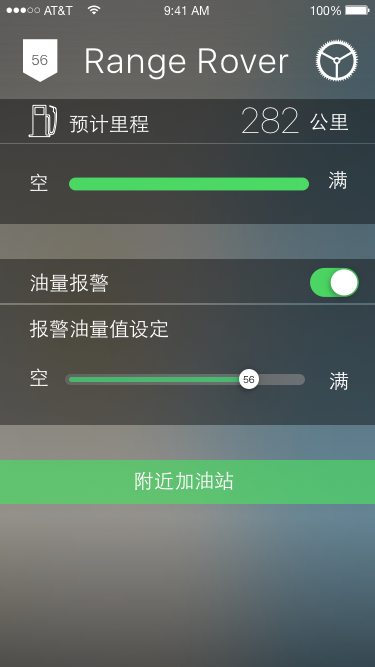 AT&T 9:41 AM 100%
56 Range Rover
预计里程 282 公里
空 满
油量报警
报警油量值设定
空 56 满
附近加油站